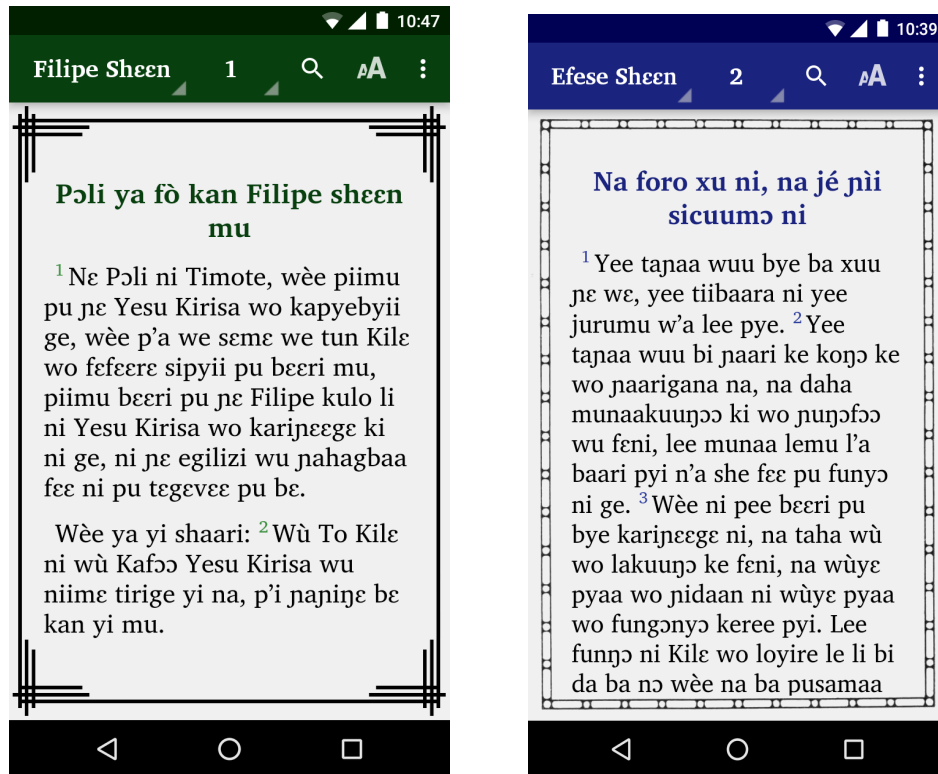 10:47
Filipe Shɛɛn 1 AA
Pɔli ya fò kan Filipe shɛɛn
mu
1 Nɛ Pɔli ni Timote, wèe piimu
pu ɲɛ Yesu Kirisa wo kapyebyii
ge, wèe p'a we sɛmɛ we tun Kilɛ
wo fɛfɛɛrɛ sipyii pu bɛɛri mu,
piimu bɛɛri pu ɲɛ Filipe kulo li
ni Yesu Kirisa wo kariɲɛɛgɛ ki
ni ge, ni ɲɛ egilizi wu ɲahagbaa
fɛɛ ni pu tɛgɛvɛɛ pu bɛ.
Wèe ya yi shaari: 2 Wù To Kilɛ
ni wù Kafɔɔ Yesu Kirisa wu
niimɛ tirige yi na, p'i ɲaɲiŋɛ bɛ
kan yi mu.
10:39
Efese Shɛɛn 2 AA
Na foro xu ni, na jé ɲìi
sicuumɔ ni
1 Yee taɲaa wuu bye ba xuu
ɲɛ wɛ, yee tiibaara ni yee
jurumu w'a lee pye. 2 Yee
taɲaa wuu bi ɲaari ke koŋɔ ke
wo ɲaarigana na, na daha
munaakuuŋɔɔ ki wo ɲuŋɔfɔɔ
wu fɛni, lee munaa lemu l'a
baari pyi n'a she fɛɛ pu funyɔ
ni ge. 3 Wèe ni pee bɛɛri pu
bye kariɲɛɛgɛ ni, na taha wù
wo lakuuŋɔ ke fɛni, na wùyɛ
pyaa wo ɲidaan ni wùyɛ pyaa
wo fungɔnyɔ keree pyi. Lee
funŋɔ ni Kilɛ wo loyire le li bi
da ba nɔ wèe na ba pusamaa